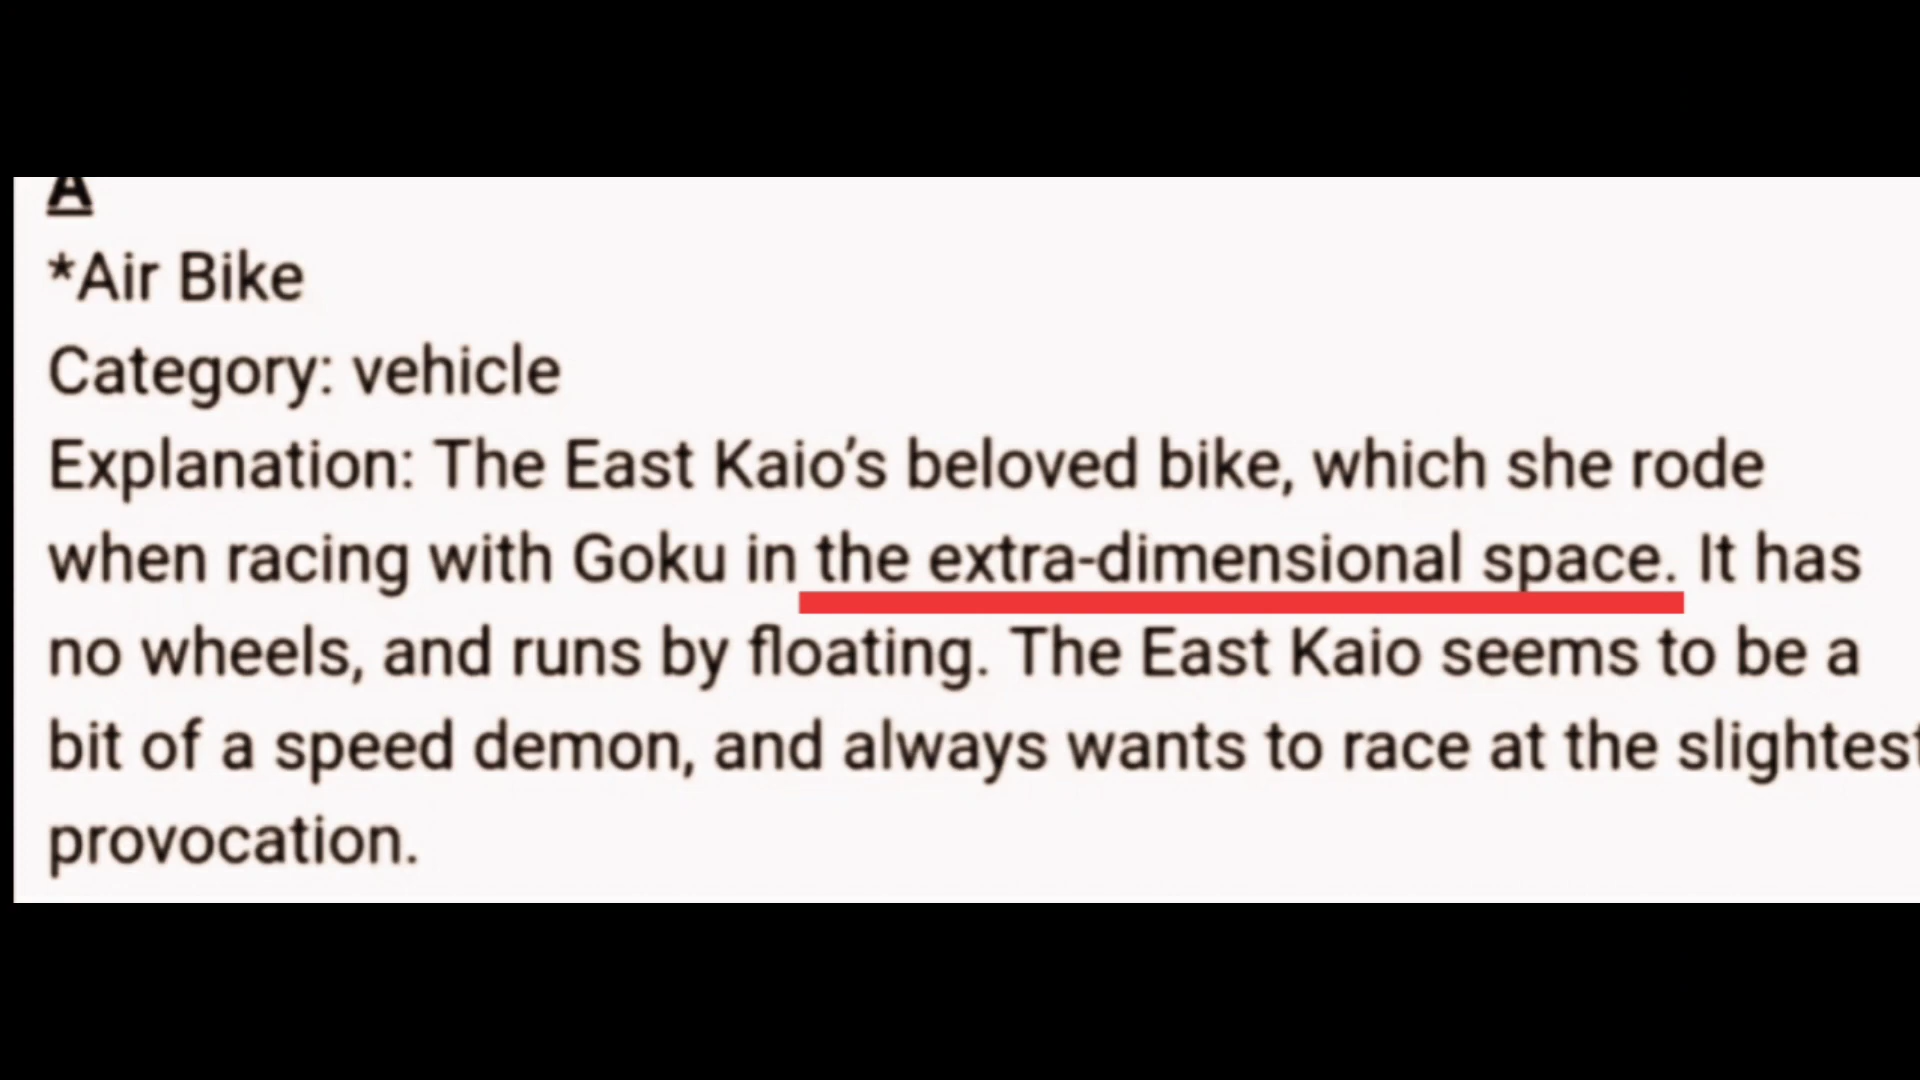 A
*Air Bike
Category: vehicle
Explanation: The East Kaio’s beloved bike, which she rode
when racing with Goku in the extra-dimensional space. It has
no wheels, and runs by floating. The East Kaio seems to be a
bit of a speed demon, and always wants to race at the slightest
provocation.